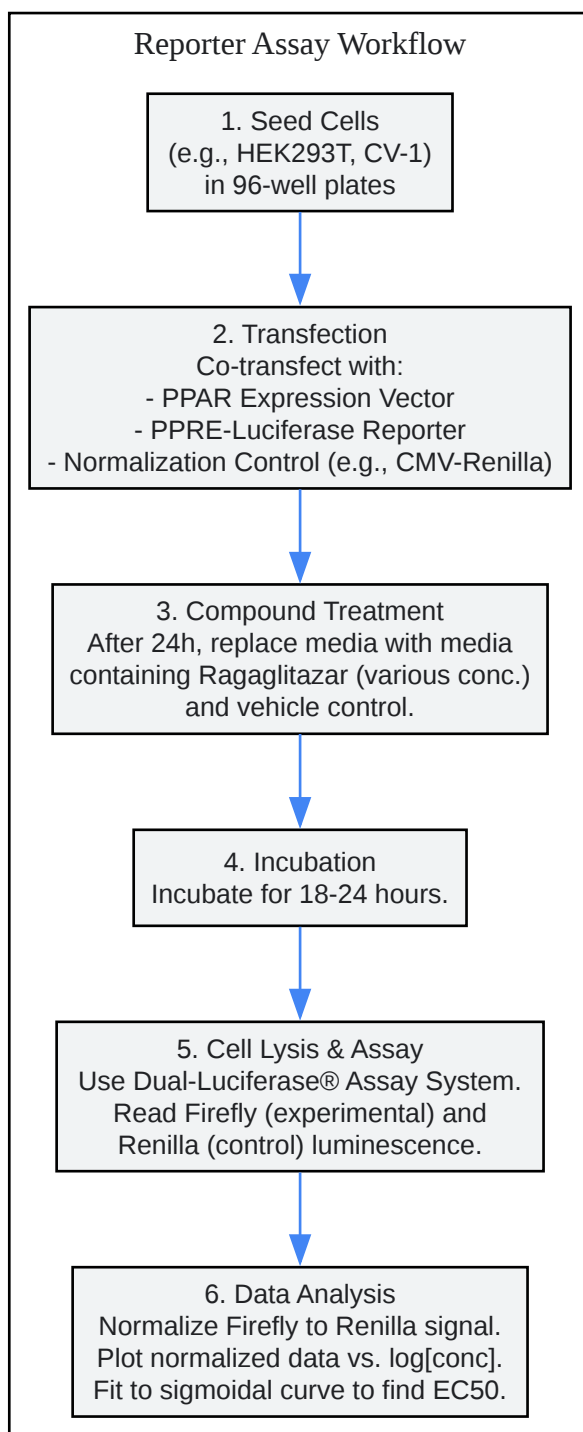 Reporter Assay Workflow
1. Seed Cells
(e.g., HEK293T, CV-1)
in 96-well plates
2. Transfection
Co-transfect with:
- PPAR Expression Vector
- PPRE-Luciferase Reporter
- Normalization Control (e.g., CMV-Renilla)
3. Compound Treatment
After 24h, replace media with media
containing Ragaglitazar (various conc.)
and vehicle control.
4. Incubation
Incubate for 18-24 hours.
5. Cell Lysis & Assay
Use Dual-Luciferase® Assay System.
Read Firefly (experimental) and
Renilla (control) luminescence.
6. Data Analysis
Normalize Firefly to Renilla signal.
Plot normalized data vs. log[conc].
Fit to sigmoidal curve to find EC50.